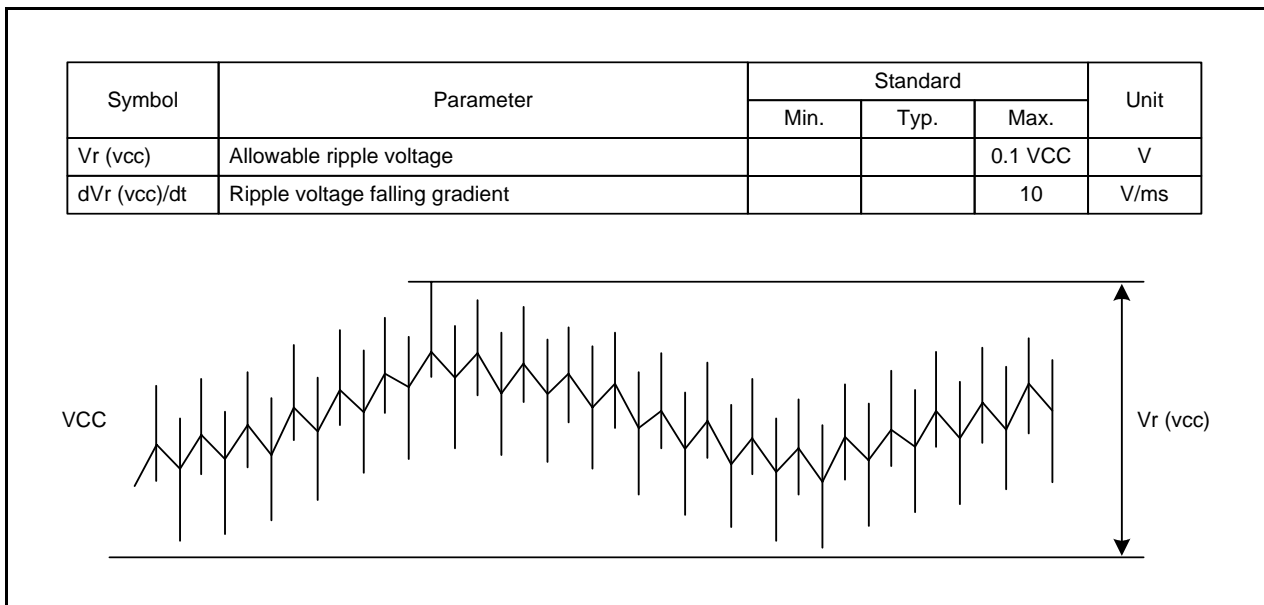 Symbol Parameter Standard Unit
Min. Typ. Max.
Vr (vcc) Allowable ripple voltage 0.1 VCC V
dVr (vcc)/dt Ripple voltage falling gradient 10 V/ms
VCC
Vr (vcc)